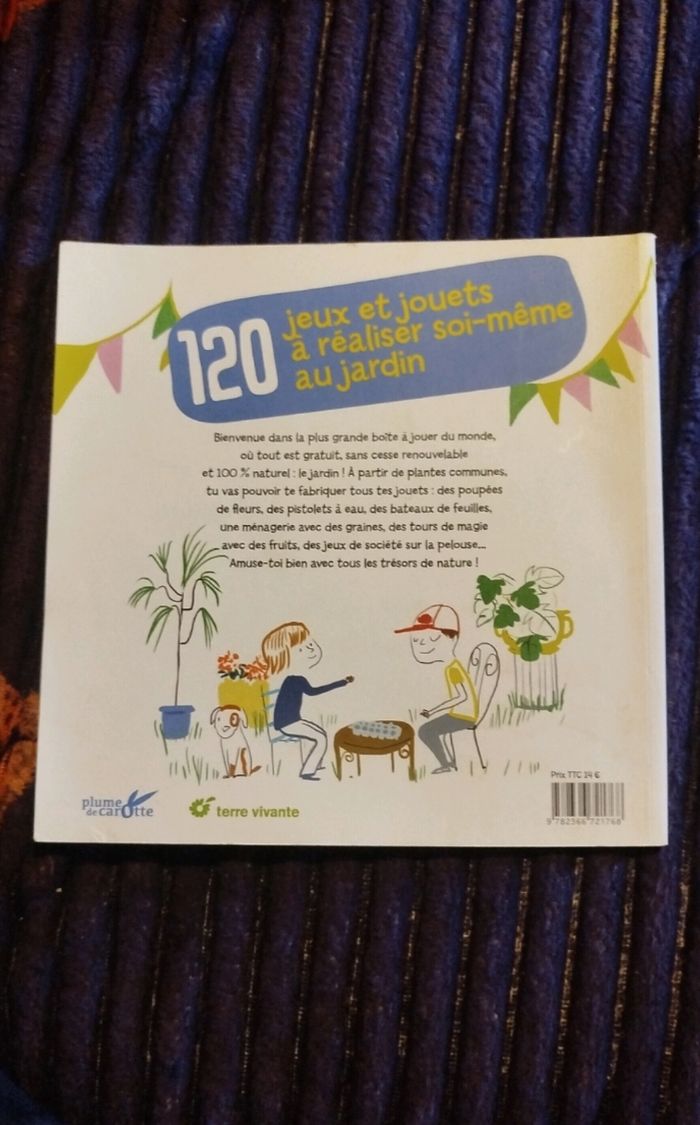 120
jeux et jouets
à réaliser soi-même
au jardin
Bienvenue dans la plus grande boîte à jouer du monde,
où tout est gratuit, sans cesse renouvelable
et 100 % naturel : le jardin ! À partir de plantes communes,
tu vas pouvoir te fabriquer tous tes jouets : des poupées
de fleurs, des pistolets à eau, des bateaux de feuilles,
une ménagerie avec des graines, des tours de magie
avec des fruits, des jeux de société sur la pelouse...
Amuse-toi bien avec tous les trésors de nature !
plume
de carotte
terre vivante
Prix TTC 14 €
9 782366 721768